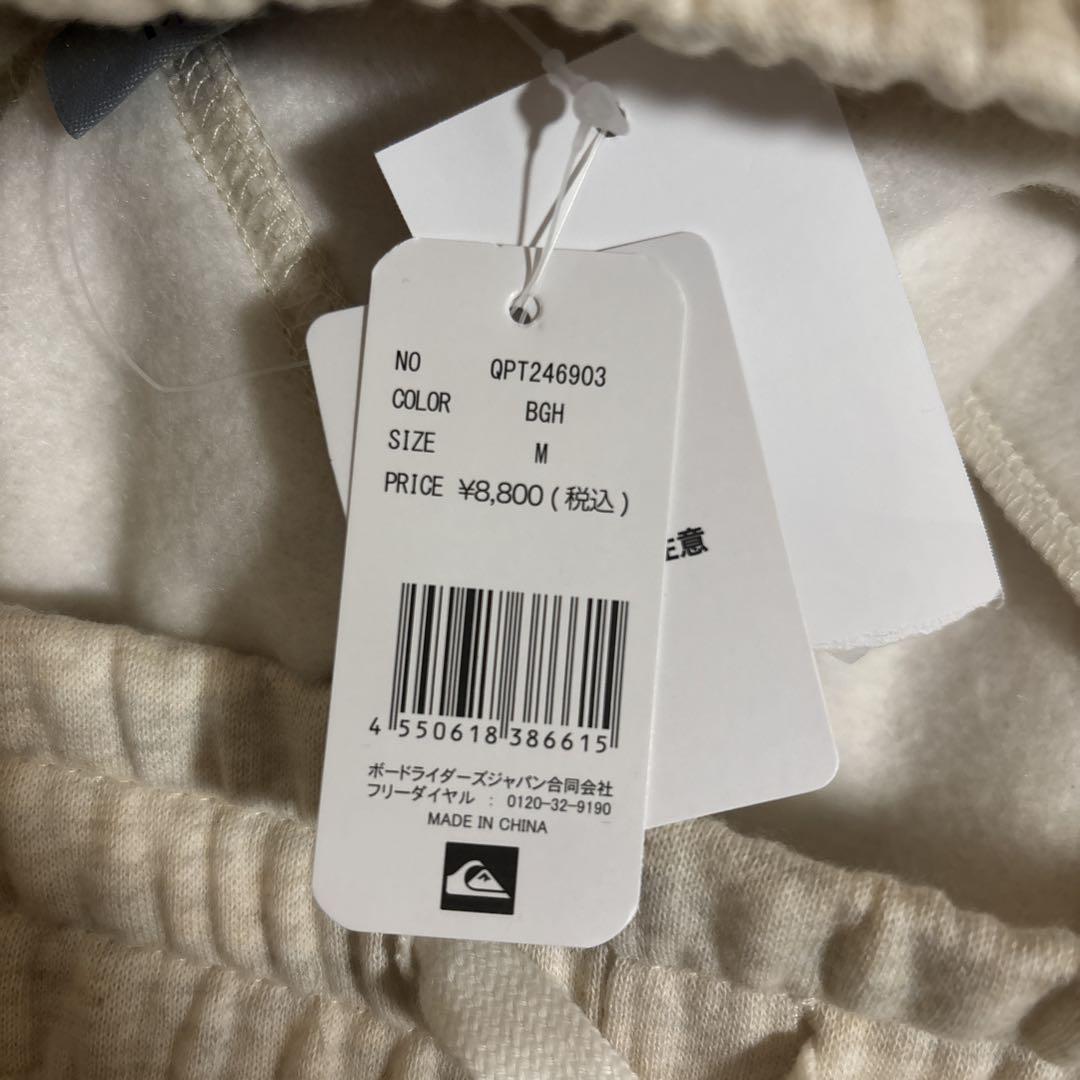 NO QPT246903
COLOR BGH
SIZE M
PRICE ¥8,800(税込)
4 550618 386615
ボードライダーズジャパン合同会社
フリーダイヤル : 0120-32-9190
MADE IN CHINA
意